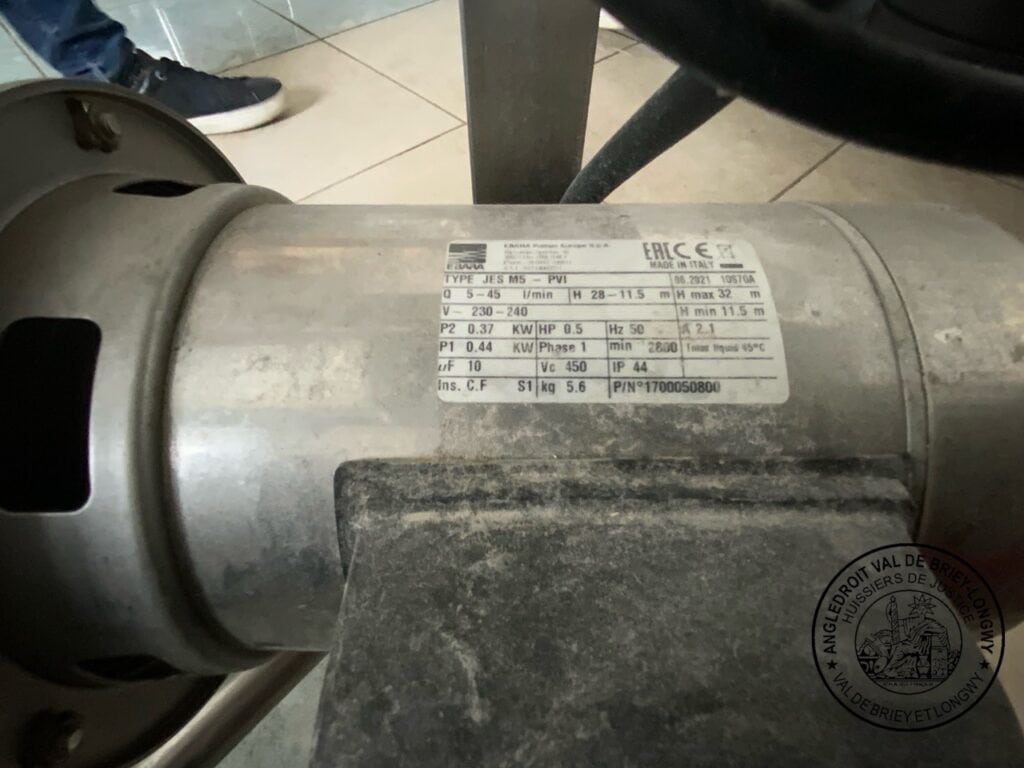 EBARA Pumps Europe S.p.A.
EBARA
EAC CE
MADE IN ITALY
TYPE JES M5 - PVI 06.2021 10S70A
Q 5-45 l/min H 28-11.5 m H max 32 m
V~ 230-240 H min 11.5 m
P2 0.37 KW HP 0.5 Hz 50 A 2.1
P1 0.44 KW Phase 1 min 2800 Tmax liquid 45°C
uF 10 Vc 450 IP 44
Ins. C.F S1 kg 5.6 P/N°1700050800
ANGLEDROIT VAL DE BRIEY-LONGWY
HUISSIERS DE JUSTICE
★ VAL DE BRIEY ET LONGWY ★